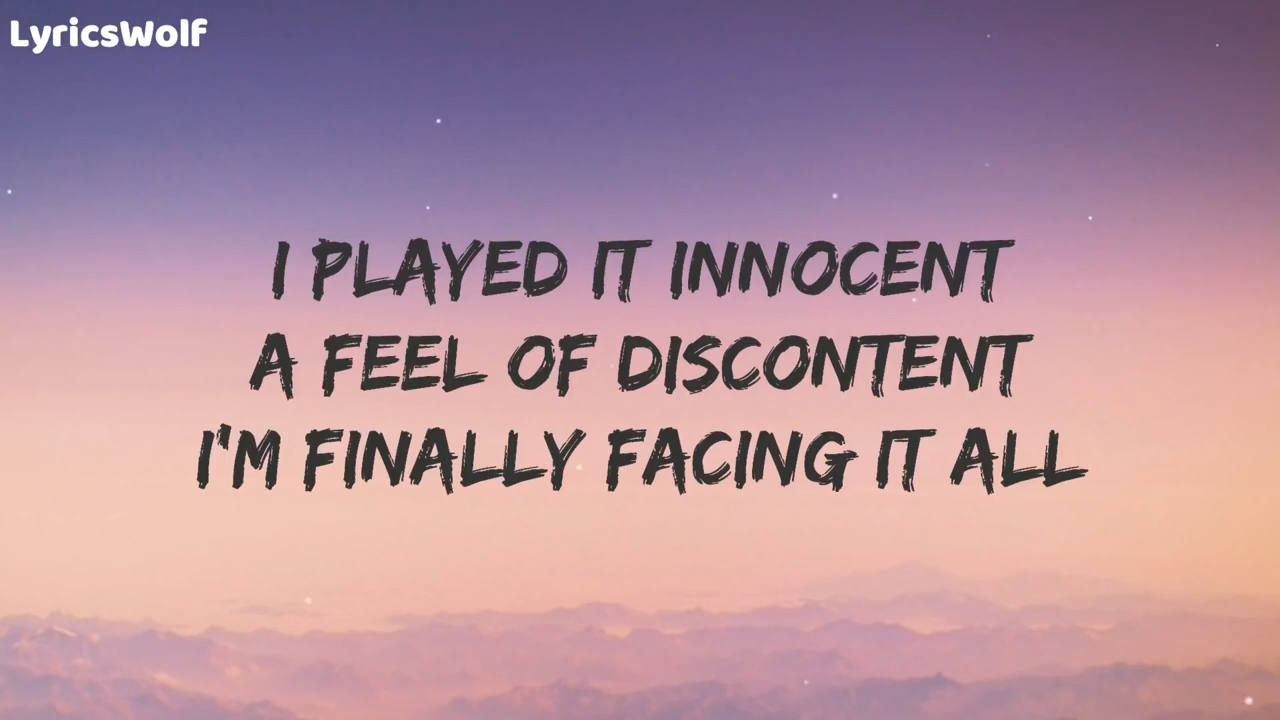 LyricsWolf
I PLAYED IT INNOCENT
A FEEL OF DISCONTENT
I'M FINALLY FACING IT ALL